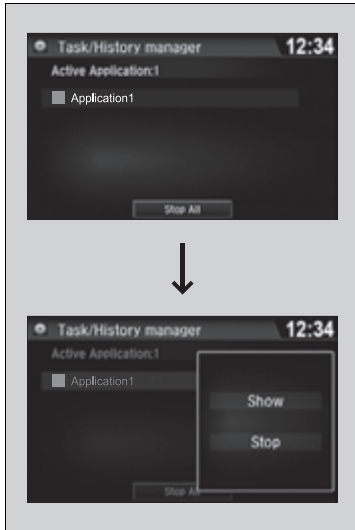 Task/History manager 12:34
Active Application:1
Application1
Stop All
Task/History manager 12:34
Active Application:1
Application1
Show
Stop
Stop All